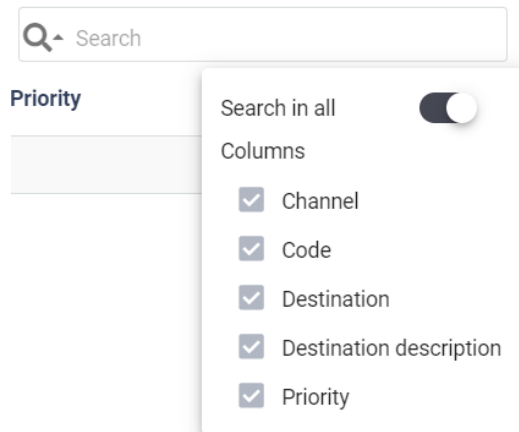 Search
Priority
Search in all
Columns
Channel
Code
Destination
Destination description
Priority